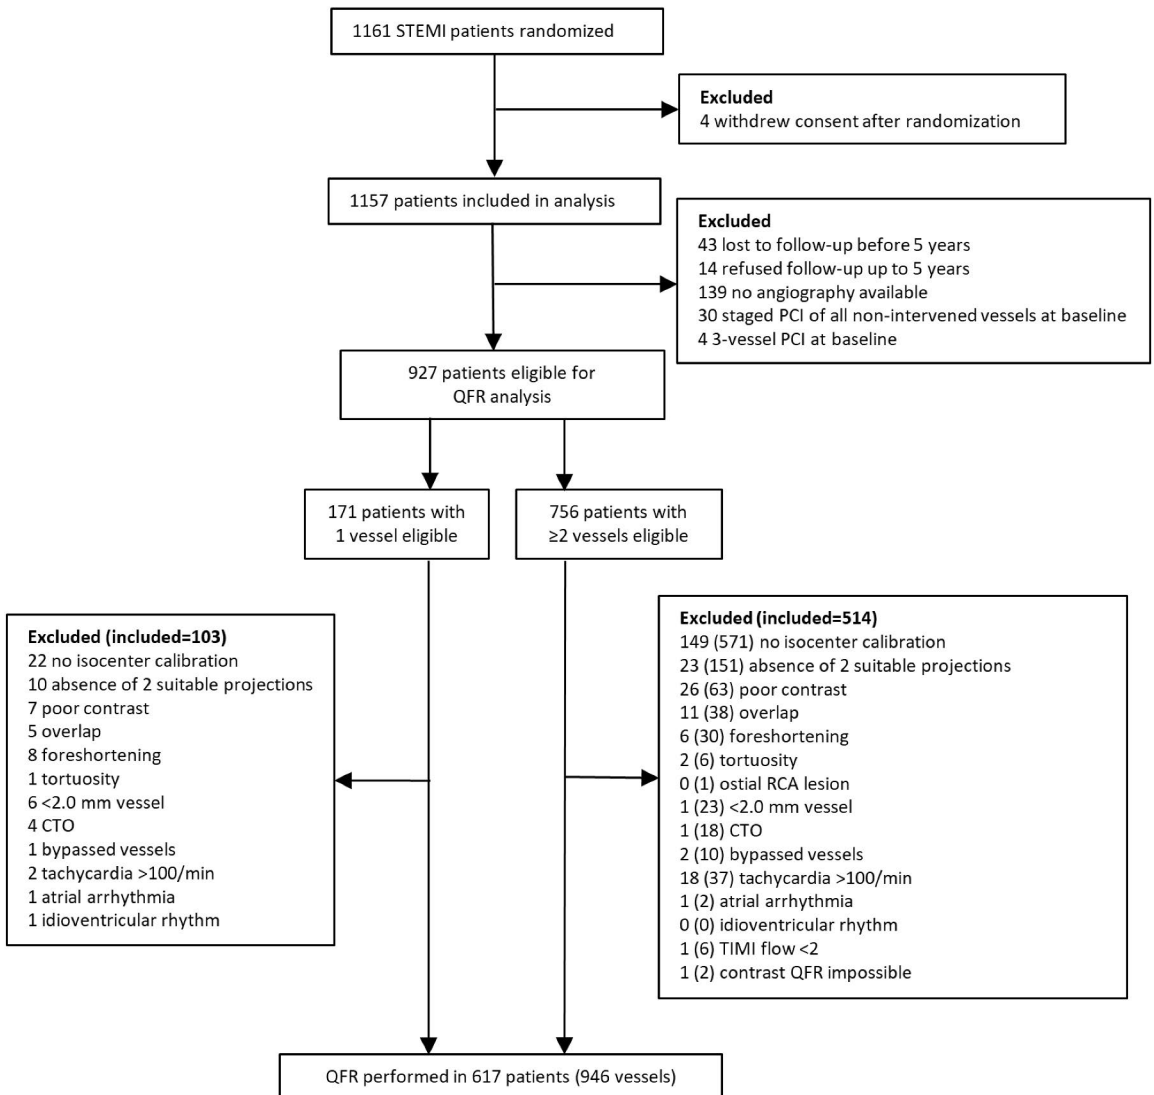 1161 STEMI patients randomized
Excluded
4 withdrew consent after randomization
1157 patients included in analysis
Excluded
43 lost to follow-up before 5 years
14 refused follow-up up to 5 years
139 no angiography available
30 staged PCI of all non-intervened vessels at baseline
4 3-vessel PCI at baseline
927 patients eligible for
QFR analysis
171 patients with
1 vessel eligible
756 patients with
≥2 vessels eligible
Excluded (included=103)
22 no isocenter calibration
10 absence of 2 suitable projections
7 poor contrast
5 overlap
8 foreshortening
1 tortuosity
6 <2.0 mm vessel
4 CTO
1 bypassed vessels
2 tachycardia >100/min
1 atrial arrhythmia
1 idioventricular rhythm
Excluded (included=514)
149 (571) no isocenter calibration
23 (151) absence of 2 suitable projections
26 (63) poor contrast
11 (38) overlap
6 (30) foreshortening
2 (6) tortuosity
0 (1) ostial RCA lesion
1 (23) <2.0 mm vessel
1 (18) CTO
2 (10) bypassed vessels
18 (37) tachycardia >100/min
1 (2) atrial arrhythmia
0 (0) idioventricular rhythm
1 (6) TIMI flow <2
1 (2) contrast QFR impossible
QFR performed in 617 patients (946 vessels)